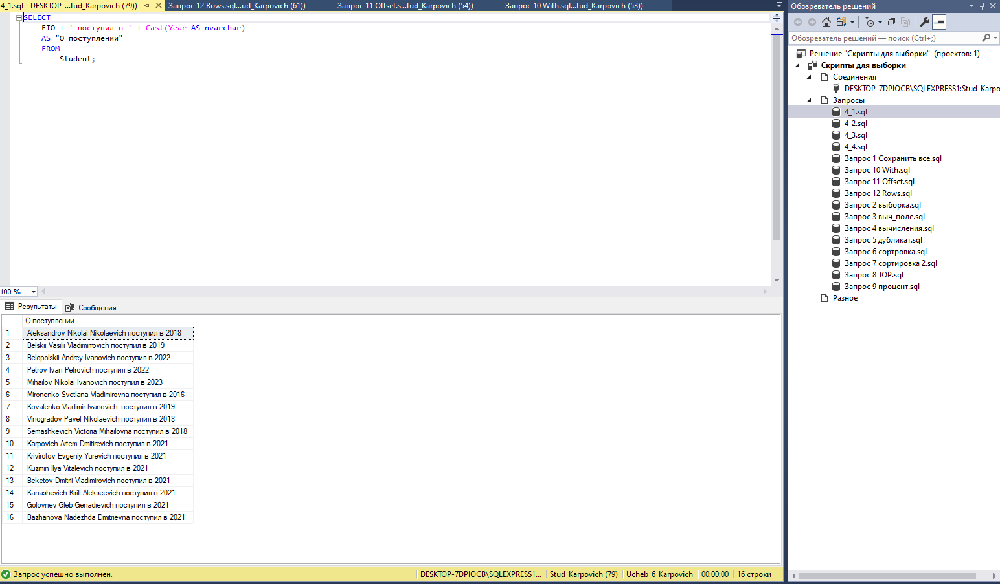 4_1.sql - DESKTOP-...tud_Karpovich (79))
Запрос 12 Rows.sql...ud_Karpovich (61))
Запрос 11 Offset.s...tud_Karpovich (54))
Запрос 10 With.sql...tud_Karpovich (53))
SELECT
FIO + ' поступил в ' + Cast(Year AS nvarchar)
AS "О поступлении"
FROM
Student;
100 %
Результаты
Сообщения
О поступлении
1 Aleksandrov Nikolai Nikolaevich поступил в 2018
2 Belskii Vasilii Vladimirrovich поступил в 2019
3 Belopolskii Andrey Ivanovich поступил в 2022
4 Petrov Ivan Petrovich поступил в 2022
5 Mihailov Nikolai Ivanovich поступил в 2023
6 Mironenko Svetlana Vladimirovna поступил в 2016
7 Kovalenko Vladimir Ivanovich  поступил в 2019
8 Vinogradov Pavel Nikolaevich поступил в 2018
9 Semashkevich Victoria Mihailovna поступил в 2018
10 Karpovich Artem Dmitirevich поступил в 2021
11 Krivirotov Evgeniy Yurevich поступил в 2021
12 Kuzmin Ilya Vitalevich поступил в 2021
13 Beketov Dmitrii Vladimirovich поступил в 2021
14 Kanashevich Kirill Alekseevich поступил в 2021
15 Golovnev Gleb Genadievich поступил в 2021
16 Bazhanova Nadezhda Dmitrievna поступил в 2021
Запрос успешно выполнен.
DESKTOP-7DPIOCB\SQLEXPRESS1...
Stud_Karpovich (79)
Ucheb_6_Karpovich
00:00:00
16 строки
Обозреватель решений
Обозреватель решений — поиск (Ctrl+;)
Решение "Скрипты для выборки" (проектов: 1)
Скрипты для выборки
Соединения
DESKTOP-7DPIOCB\SQLEXPRESS1:Stud_Karpo
Запросы
4_1.sql
4_2.sql
4_3.sql
4_4.sql
Запрос 1 Сохранить все.sql
Запрос 10 With.sql
Запрос 11 Offset.sql
Запрос 12 Rows.sql
Запрос 2 выборка.sql
Запрос 3 выч_поле.sql
Запрос 4 вычисления.sql
Запрос 5 дубликат.sql
Запрос 6 сортровка.sql
Запрос 7 сортировка 2.sql
Запрос 8 TOP.sql
Запрос 9 процент.sql
Разное